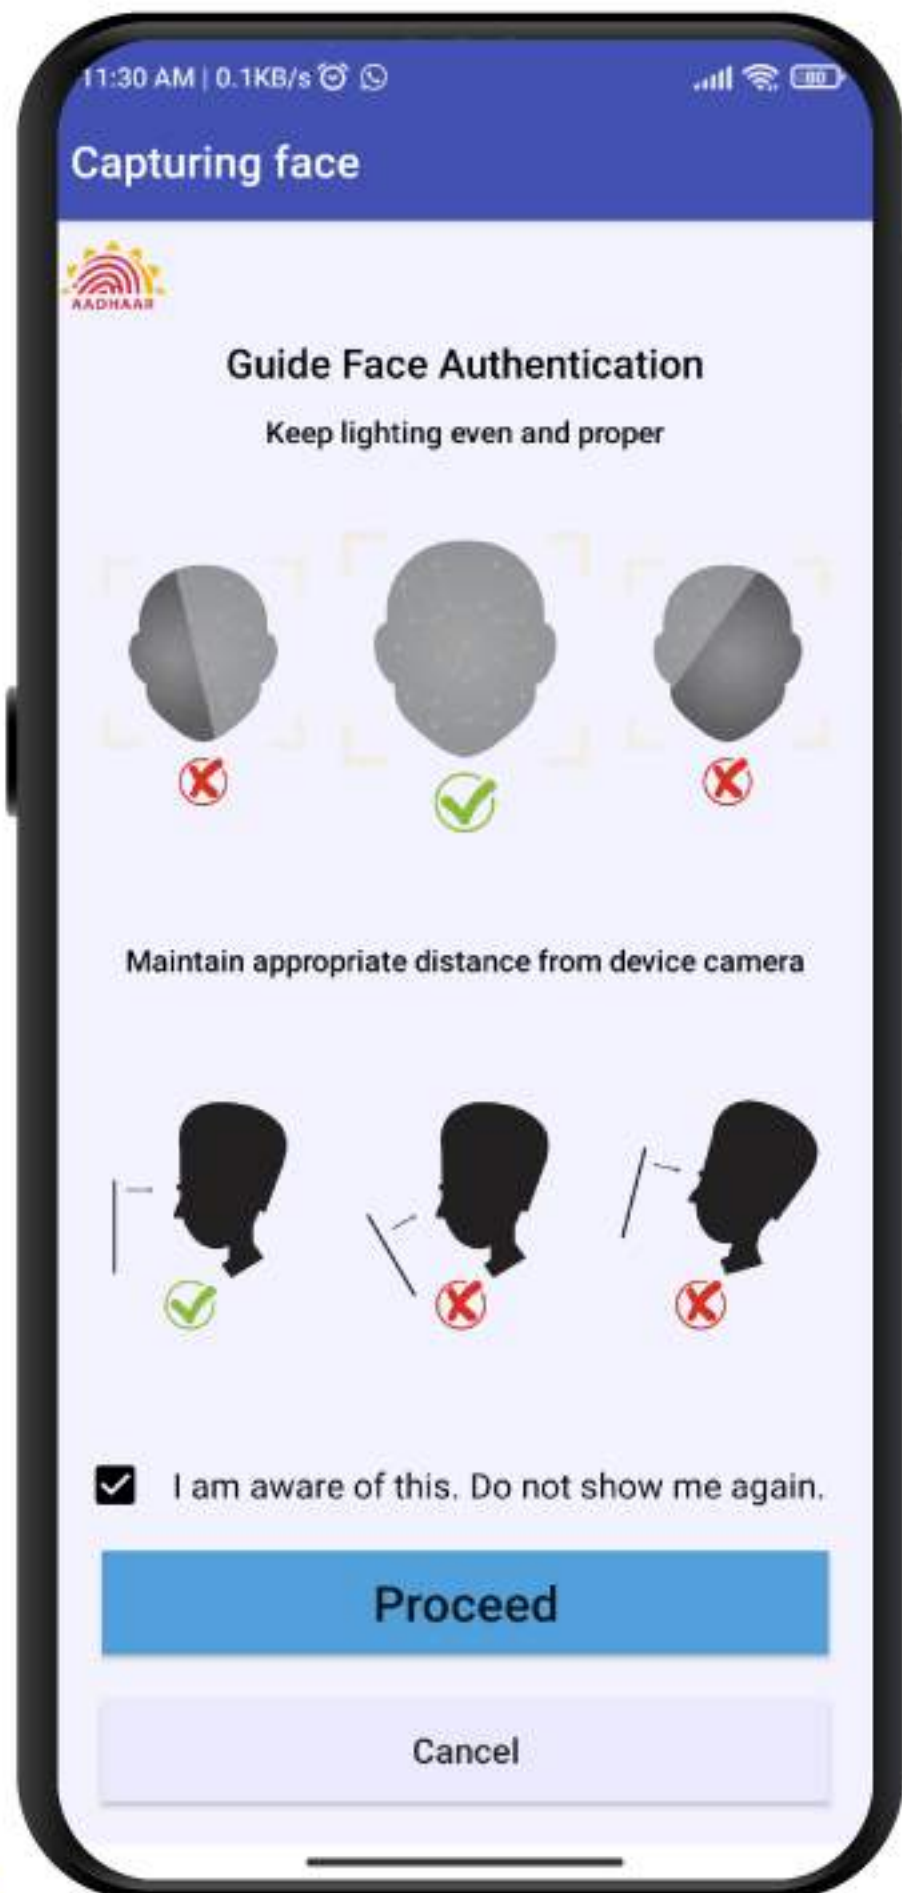 11:30 AM | 0.1KB/s
80
Capturing face
AADHAAR
Guide Face Authentication
Keep lighting even and proper
Maintain appropriate distance from device camera
I am aware of this. Do not show me again.
Proceed
Cancel